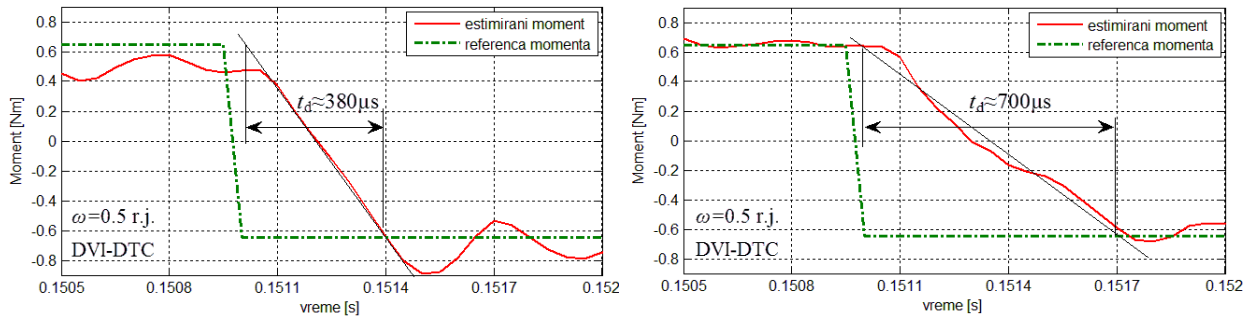 estimirani moment
referenca momenta
Moment [Nm]
0.8
0.6
0.4
0.2
0
-0.2
-0.4
-0.6
-0.8
td≈380μs
ω=0.5 r.j.
DVI-DTC
0.1505
0.1508
0.1511
0.1514
0.1517
0.152
vreme [s]
estimirani moment
referenca momenta
Moment [Nm]
0.8
0.6
0.4
0.2
0
-0.2
-0.4
-0.6
-0.8
td≈700μs
ω=0.5 r.j.
DVI-DTC
0.1505
0.1508
0.1511
0.1514
0.1517
0.152
vreme [s]